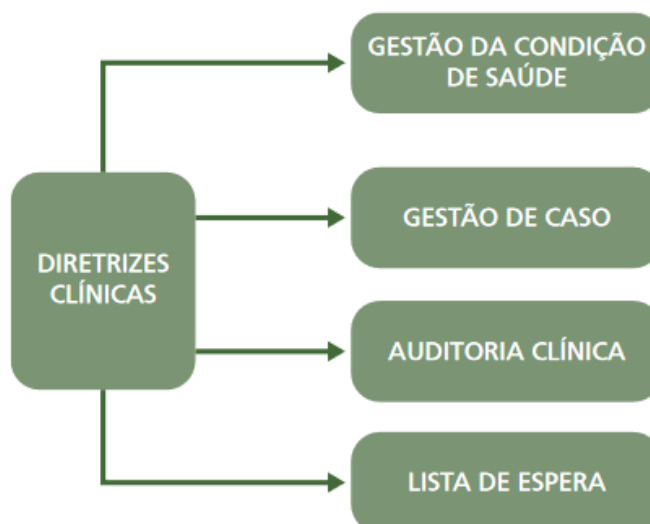 GESTÃO DA CONDIÇÃO
DE SAÚDE
GESTÃO DE CASO
DIRETRIZES
CLÍNICAS
AUDITORIA CLÍNICA
LISTA DE ESPERA